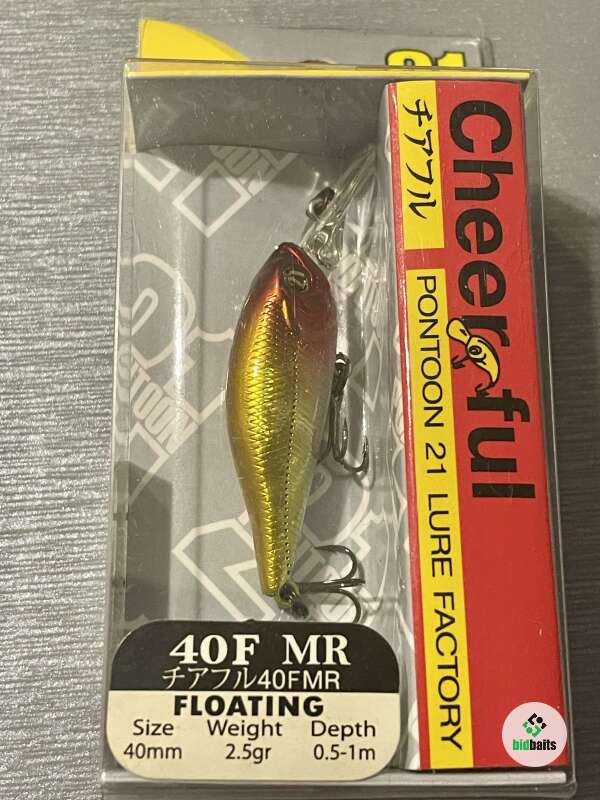 21
Cheerful
チアフル
PONTOON 21 LURE FACTORY
40F MR
チアフル40FMR
FLOATING
Size Weight Depth
40mm 2.5gr 0.5-1m
bidbaits